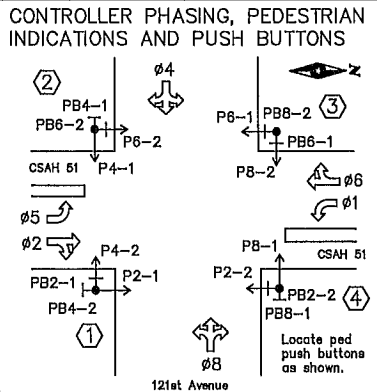 CONTROLLER PHASING, PEDESTRIAN
INDICATIONS AND PUSH BUTTONS
2
ø4
N
PB4-1
PB6-2
P6-2
P4-1
P6-1
PB8-2
3
PB6-1
P8-2
CSAH 51
ø6
ø5
ø1
ø2
P4-2
P8-1
CSAH 51
PB2-1
P2-1
P2-2
PB4-2
PB2-2
PB8-1
4
1
ø8
Locate ped
push buttons
as shown.
121st Avenue